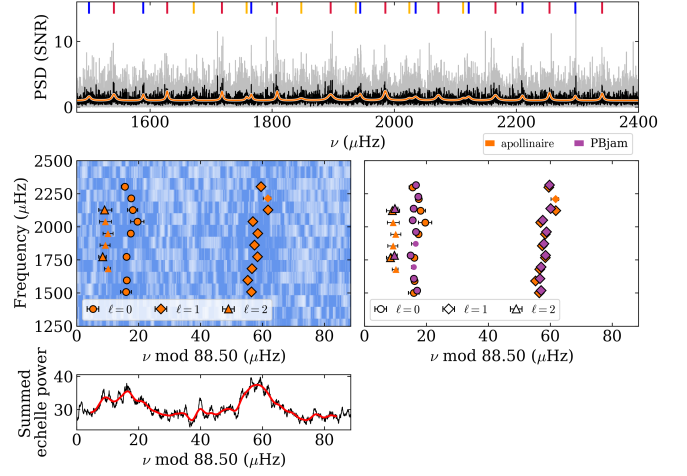 PSD (SNR)
10
0
1600 1800 2000 2200 2400
ν (μHz)
apollinaire PBjam
Frequency (μHz)
2500
2250
2000
1750
1500
1250
ℓ = 0 ℓ = 1 ℓ = 2
0 20 40 60 80
ν mod 88.50 (μHz)
ℓ = 0 ℓ = 1 ℓ = 2
0 20 40 60 80
ν mod 88.50 (μHz)
Summed
echelle power
40
30
0 20 40 60 80
ν mod 88.50 (μHz)